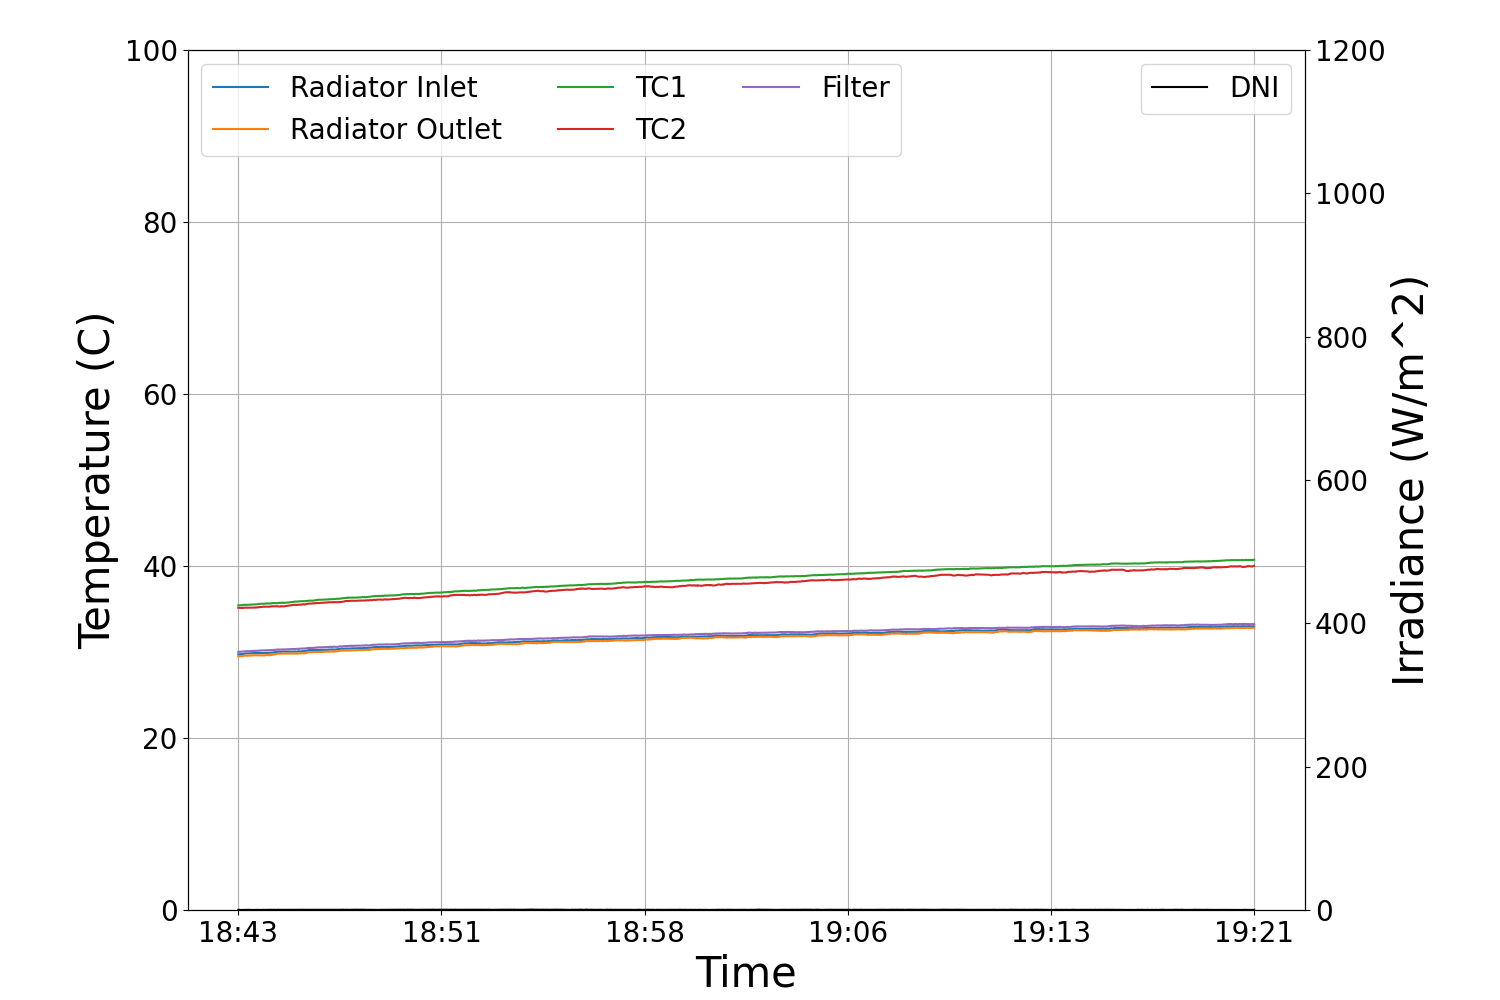 Radiator Inlet
Radiator Outlet
TC1
TC2
Filter
DNI
100
80
60
40
20
0
Temperature (C)
1200
1000
800
600
400
200
0
Irradiance (W/m^2)
18:43 18:51 18:58 19:06 19:13 19:21
Time